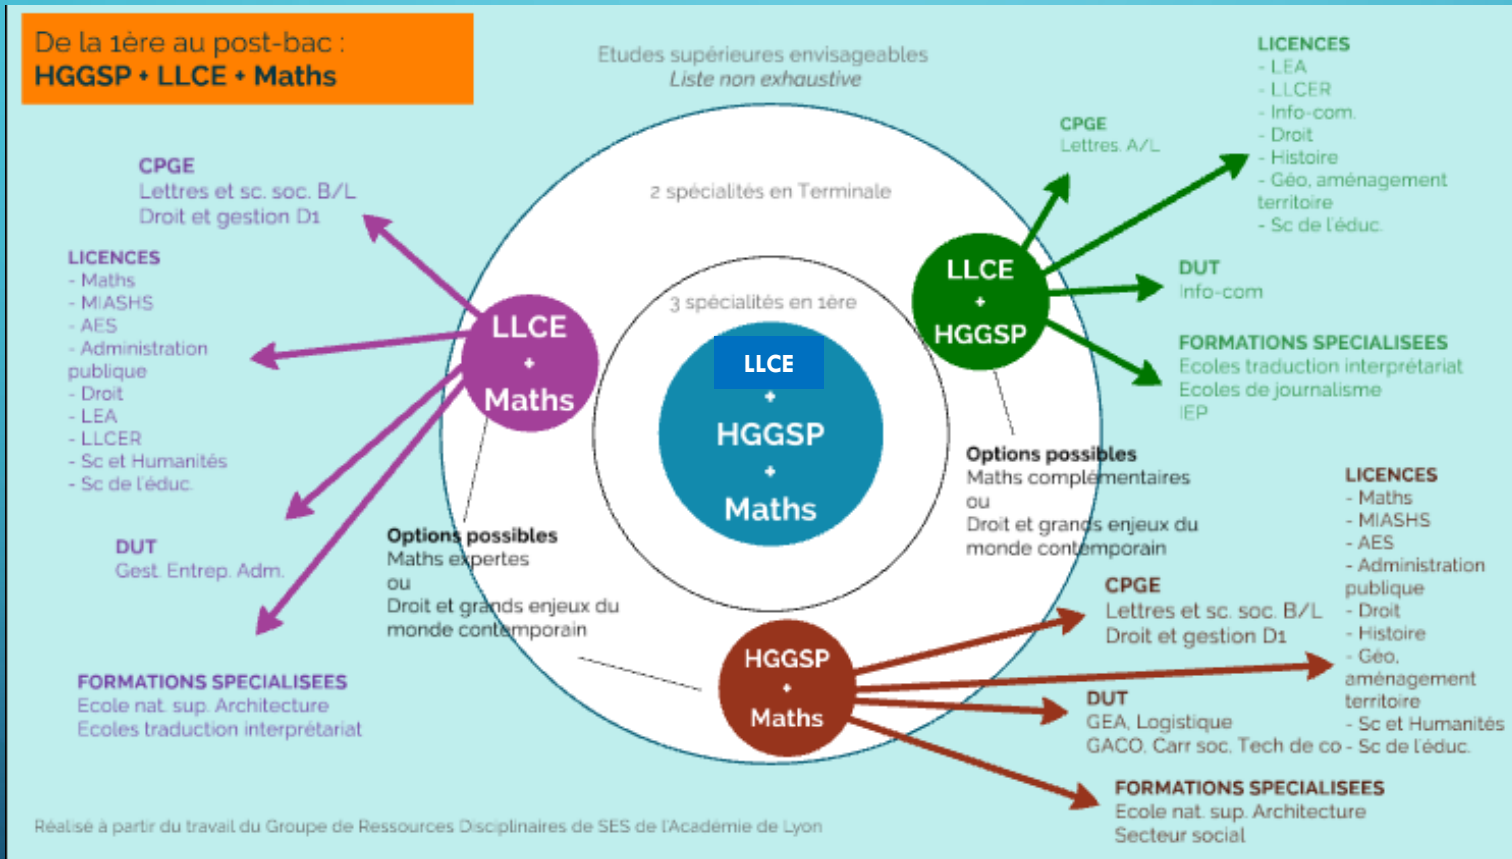 De la 1ère au post-bac :
HGGSP + LLCE + Maths
Etudes supérieures envisageables
Liste non exhaustive
2 spécialités en Terminale
3 spécialités en 1ère
LLCE
+
HGGSP
+
Maths
LLCE
+
Maths
CPGE
Lettres et sc. soc. B/L
Droit et gestion D1
LICENCES
- Maths
- MIASHS
- AES
- Administration
publique
- Droit
- LEA
- LLCER
- Sc et Humanités
- Sc de l'éduc.
DUT
Gest. Entrep. Adm.
FORMATIONS SPECIALISEES
Ecole nat. sup. Architecture
Ecoles traduction interprétariat
Options possibles
Maths expertes
ou
Droit et grands enjeux du
monde contemporain
LLCE
+
HGGSP
CPGE
Lettres. A/L
LICENCES
- LEA
- LLCER
- Info-com.
- Droit
- Histoire
- Géo, aménagement
territoire
- Sc de l'éduc.
DUT
Info-com
FORMATIONS SPECIALISEES
Ecoles traduction interprétariat
Ecoles de journalisme
IEP
Options possibles
Maths complémentaires
ou
Droit et grands enjeux du
monde contemporain
HGGSP
+
Maths
CPGE
Lettres et sc. soc. B/L
Droit et gestion D1
LICENCES
- Maths
- MIASHS
- AES
- Administration
publique
- Droit
- Histoire
- Géo,
aménagement
territoire
- Sc et Humanités
- Sc de l'éduc.
DUT
GEA, Logistique
GACO, Carr soc, Tech de co
FORMATIONS SPECIALISEES
Ecole nat. sup. Architecture
Secteur social
Réalisé à partir du travail du Groupe de Ressources Disciplinaires de SES de l'Académie de Lyon